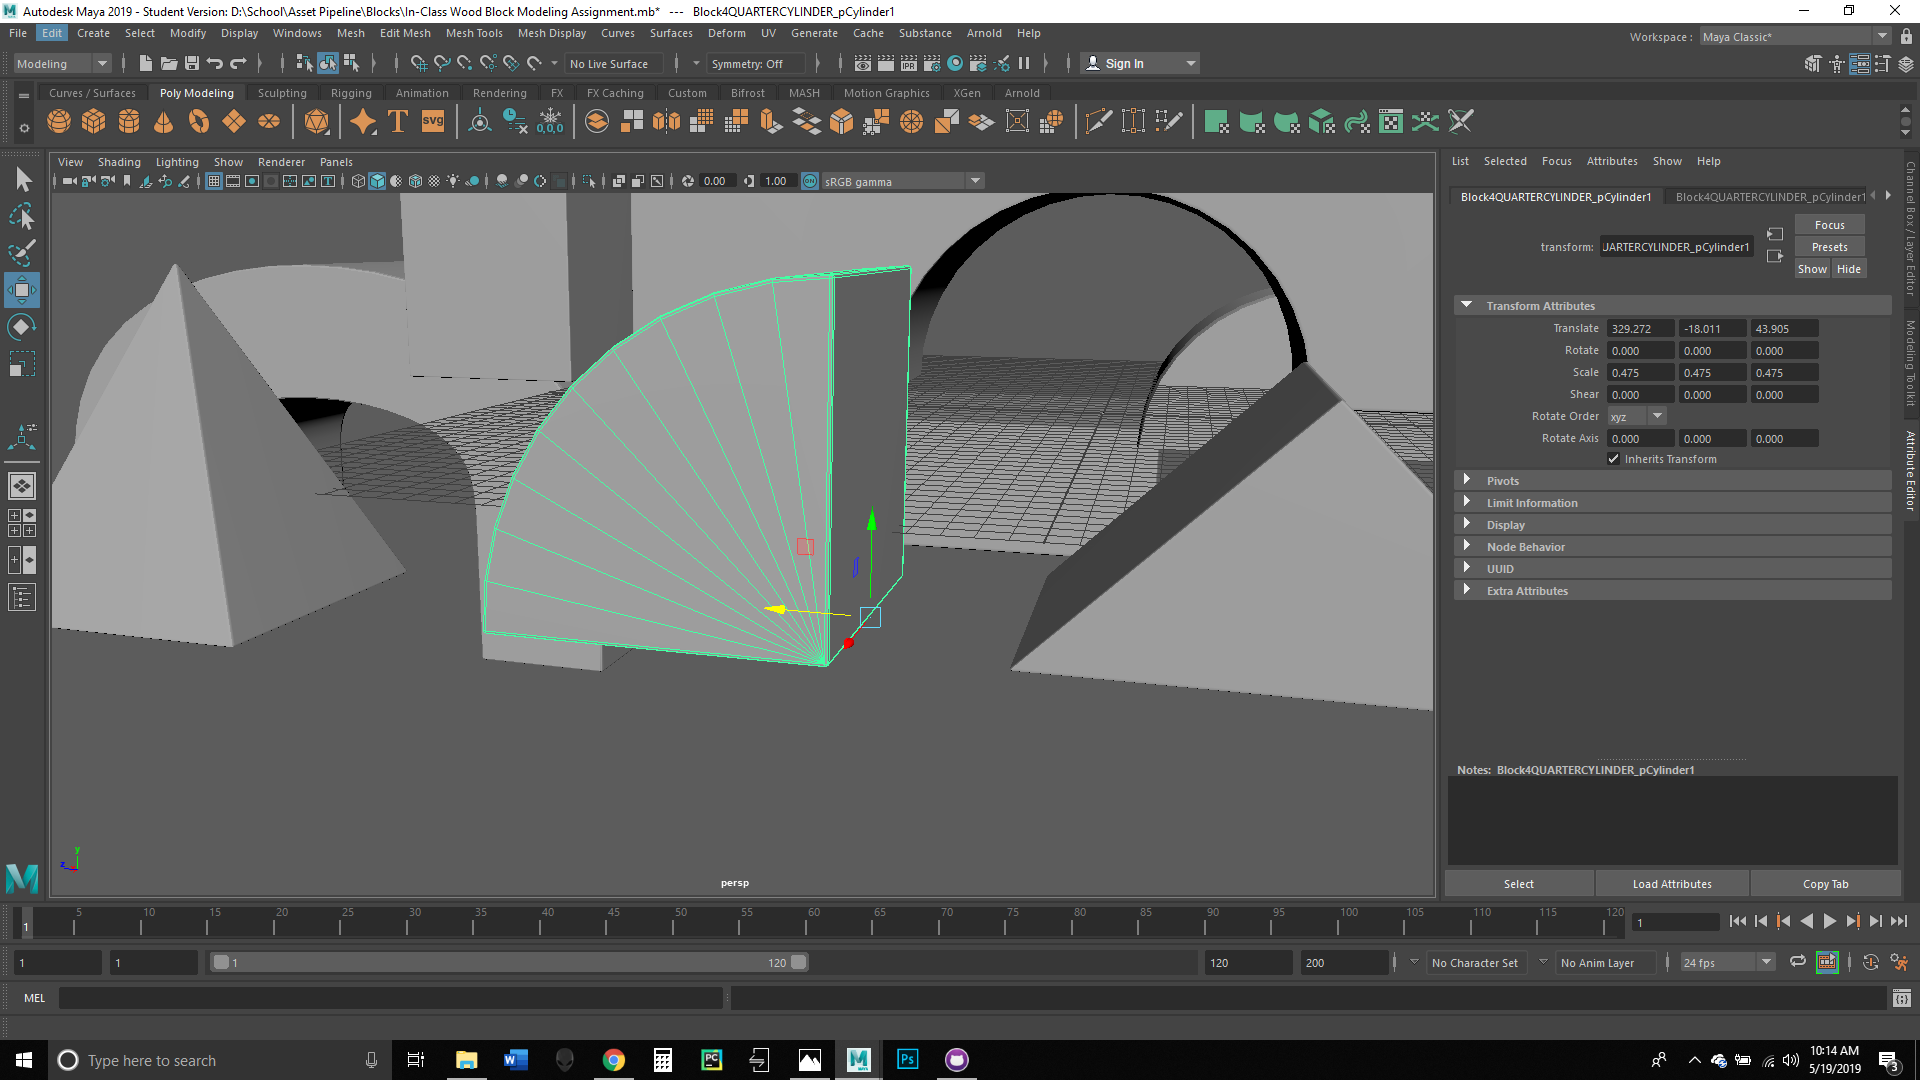 Autodesk Maya 2019 - Student Version: D:\School\Asset Pipeline\Blocks\In-Class Wood Block Modeling Assignment.mb* --- Block4QUARTERCYLINDER_pCylinder1
File Edit Create Select Modify Display Windows Mesh Edit Mesh Mesh Tools Mesh Display Curves Surfaces Deform UV Generate Cache Substance Arnold Help
Workspace : Maya Classic*
Modeling No Live Surface Symmetry: Off IPR Sign In
Curves / Surfaces Poly Modeling Sculpting Rigging Animation Rendering FX FX Caching Custom Bifrost MASH Motion Graphics XGen Arnold
T SVG 0,0,0
View Shading Lighting Show Renderer Panels
0.00 1.00 ON sRGB gamma
List Selected Focus Attributes Show Help
Block4QUARTERCYLINDER_pCylinder1 Block4QUARTERCYLINDER_pCylinder1
Focus
transform: UARTERCYLINDER_pCylinder1 Presets
Show Hide
Transform Attributes
Translate 329.272 -18.011 43.905
Rotate 0.000 0.000 0.000
Scale 0.475 0.475 0.475
Shear 0.000 0.000 0.000
Rotate Order xyz
Rotate Axis 0.000 0.000 0.000
Inherits Transform
Pivots
Limit Information
Display
Node Behavior
UUID
Extra Attributes
Channel Box / Layer Editor
Modeling Toolkit
Attribute Editor
Notes: Block4QUARTERCYLINDER_pCylinder1
y
z
persp
Select Load Attributes Copy Tab
5 10 15 20 25 30 35 40 45 50 55 60 65 70 75 80 85 90 95 100 105 110 115 120
1 1
1 1 1 120 120 200 No Character Set No Anim Layer 24 fps
MEL
Type here to search
10:14 AM
5/19/2019
3